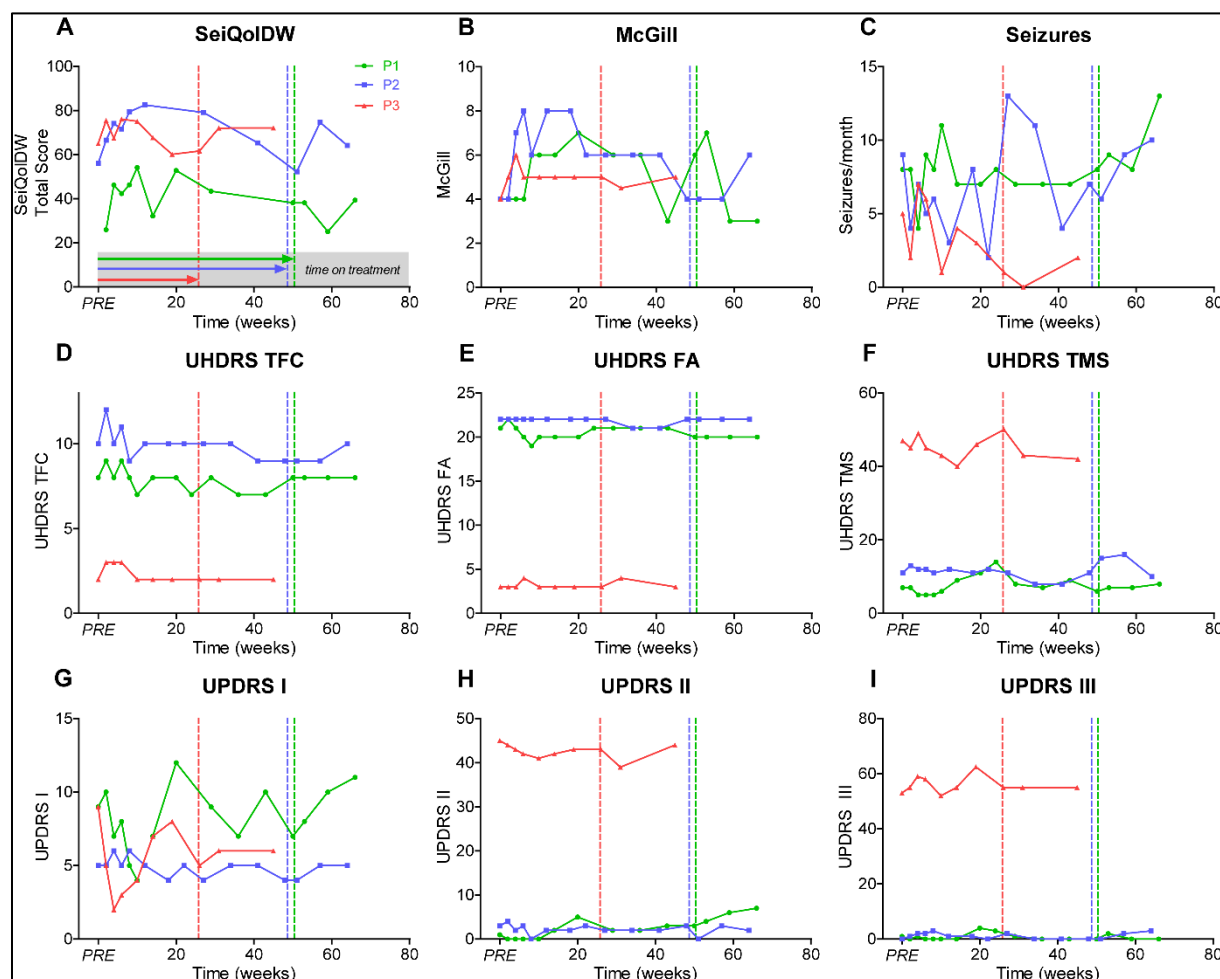 A SeiQolDW
SeiQolDW
Total Score
100
80
60
40
20
0
P1
P2
P3
time on treatment
PRE 20 40 60 80
Time (weeks)
B McGill
McGill
10
8
6
4
2
0
PRE 20 40 60 80
Time (weeks)
C Seizures
Seizures/month
15
10
5
0
PRE 20 40 60 80
Time (weeks)
D UHDRS TFC
UHDRS TFC
10
5
0
PRE 20 40 60 80
Time (weeks)
E UHDRS FA
UHDRS FA
25
20
15
10
5
0
PRE 20 40 60 80
Time (weeks)
F UHDRS TMS
UHDRS TMS
60
40
20
0
PRE 20 40 60 80
Time (weeks)
G UPDRS I
UPDRS I
15
10
5
0
PRE 20 40 60 80
Time (weeks)
H UPDRS II
UPDRS II
50
40
30
20
10
0
PRE 20 40 60 80
Time (weeks)
I UPDRS III
UPDRS III
80
60
40
20
0
PRE 20 40 60 80
Time (weeks)